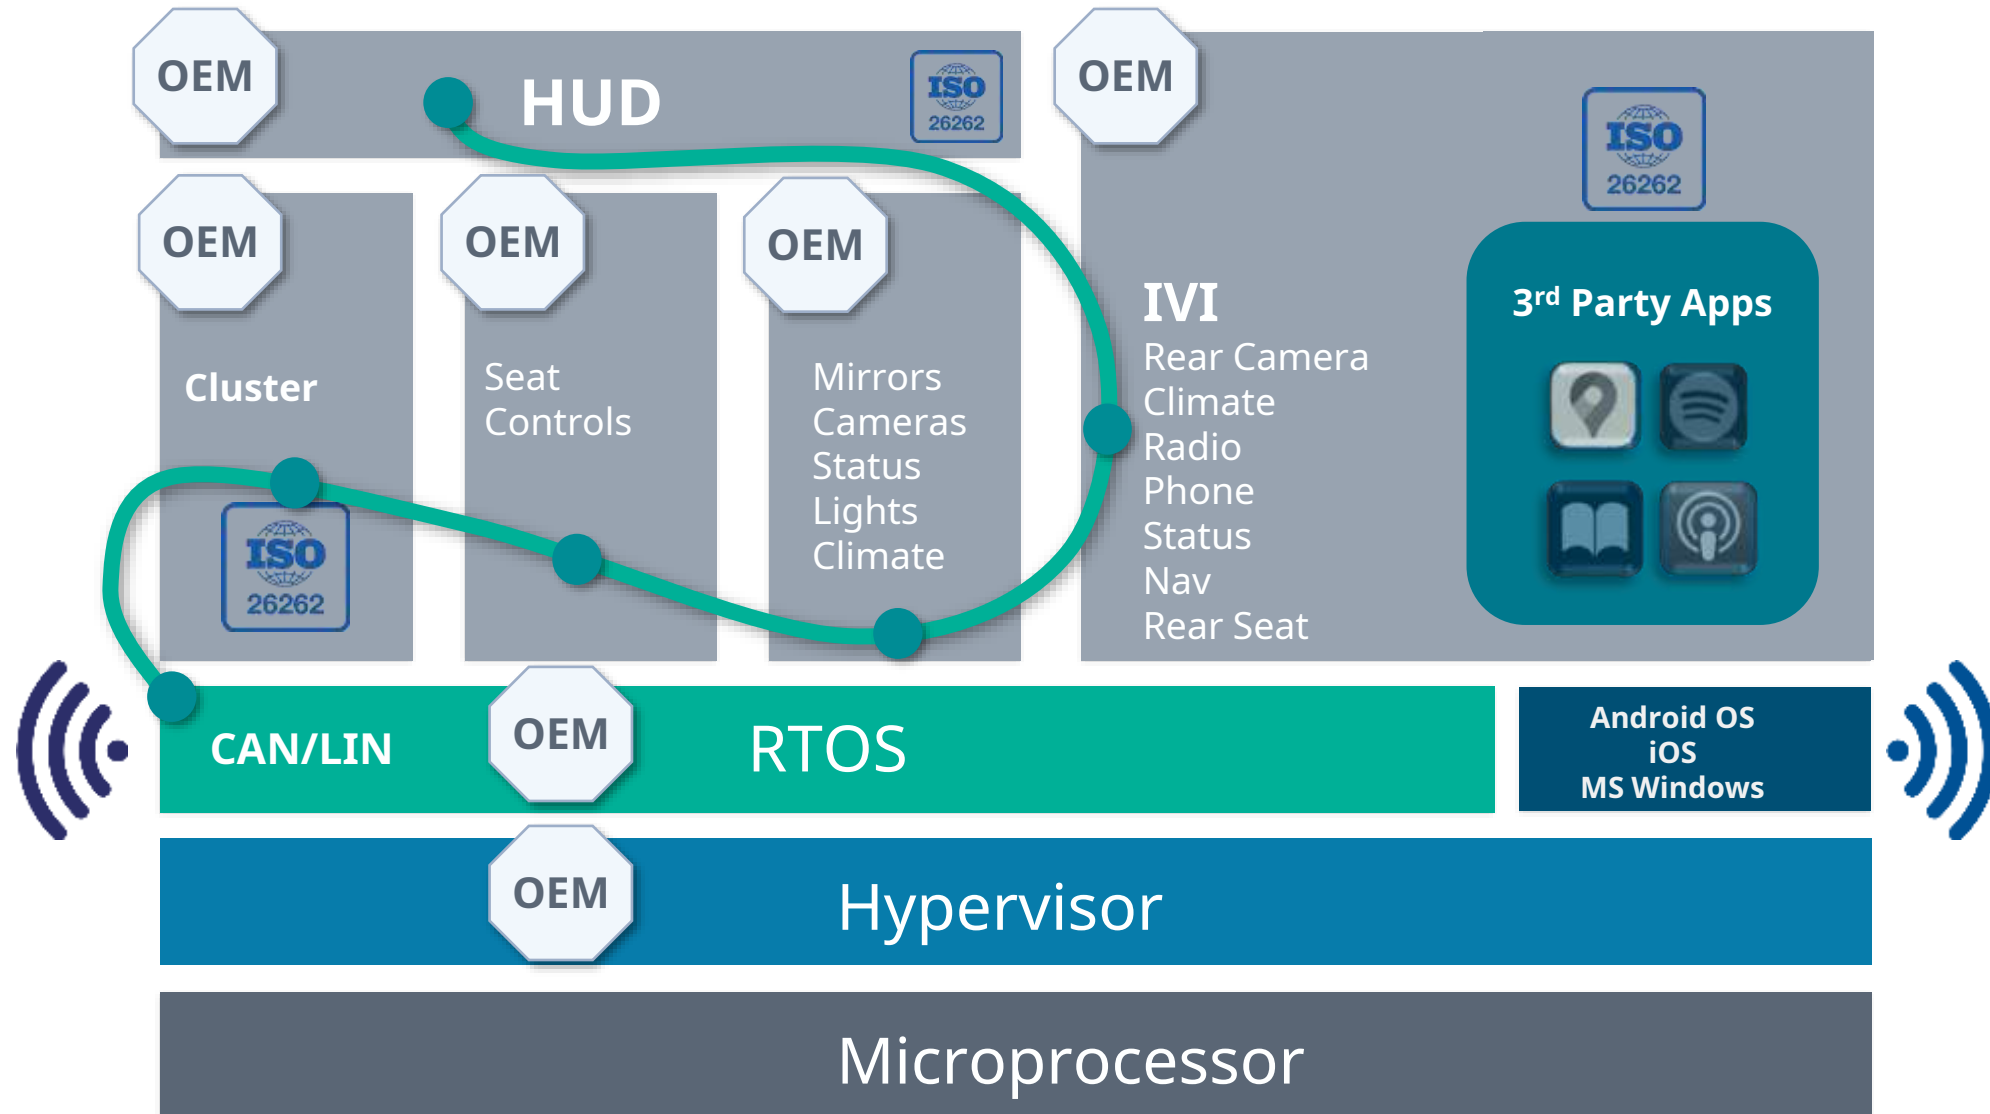 OEM
HUD
ISO
26262
OEM
ISO
26262
OEM
Cluster
ISO
26262
OEM
Seat
Controls
OEM
Mirrors
Cameras
Status
Lights
Climate
IVI
Rear Camera
Climate
Radio
Phone
Status
Nav
Rear Seat
3rd Party Apps
CAN/LIN
OEM
RTOS
Android OS
iOS
MS Windows
OEM
Hypervisor
Microprocessor